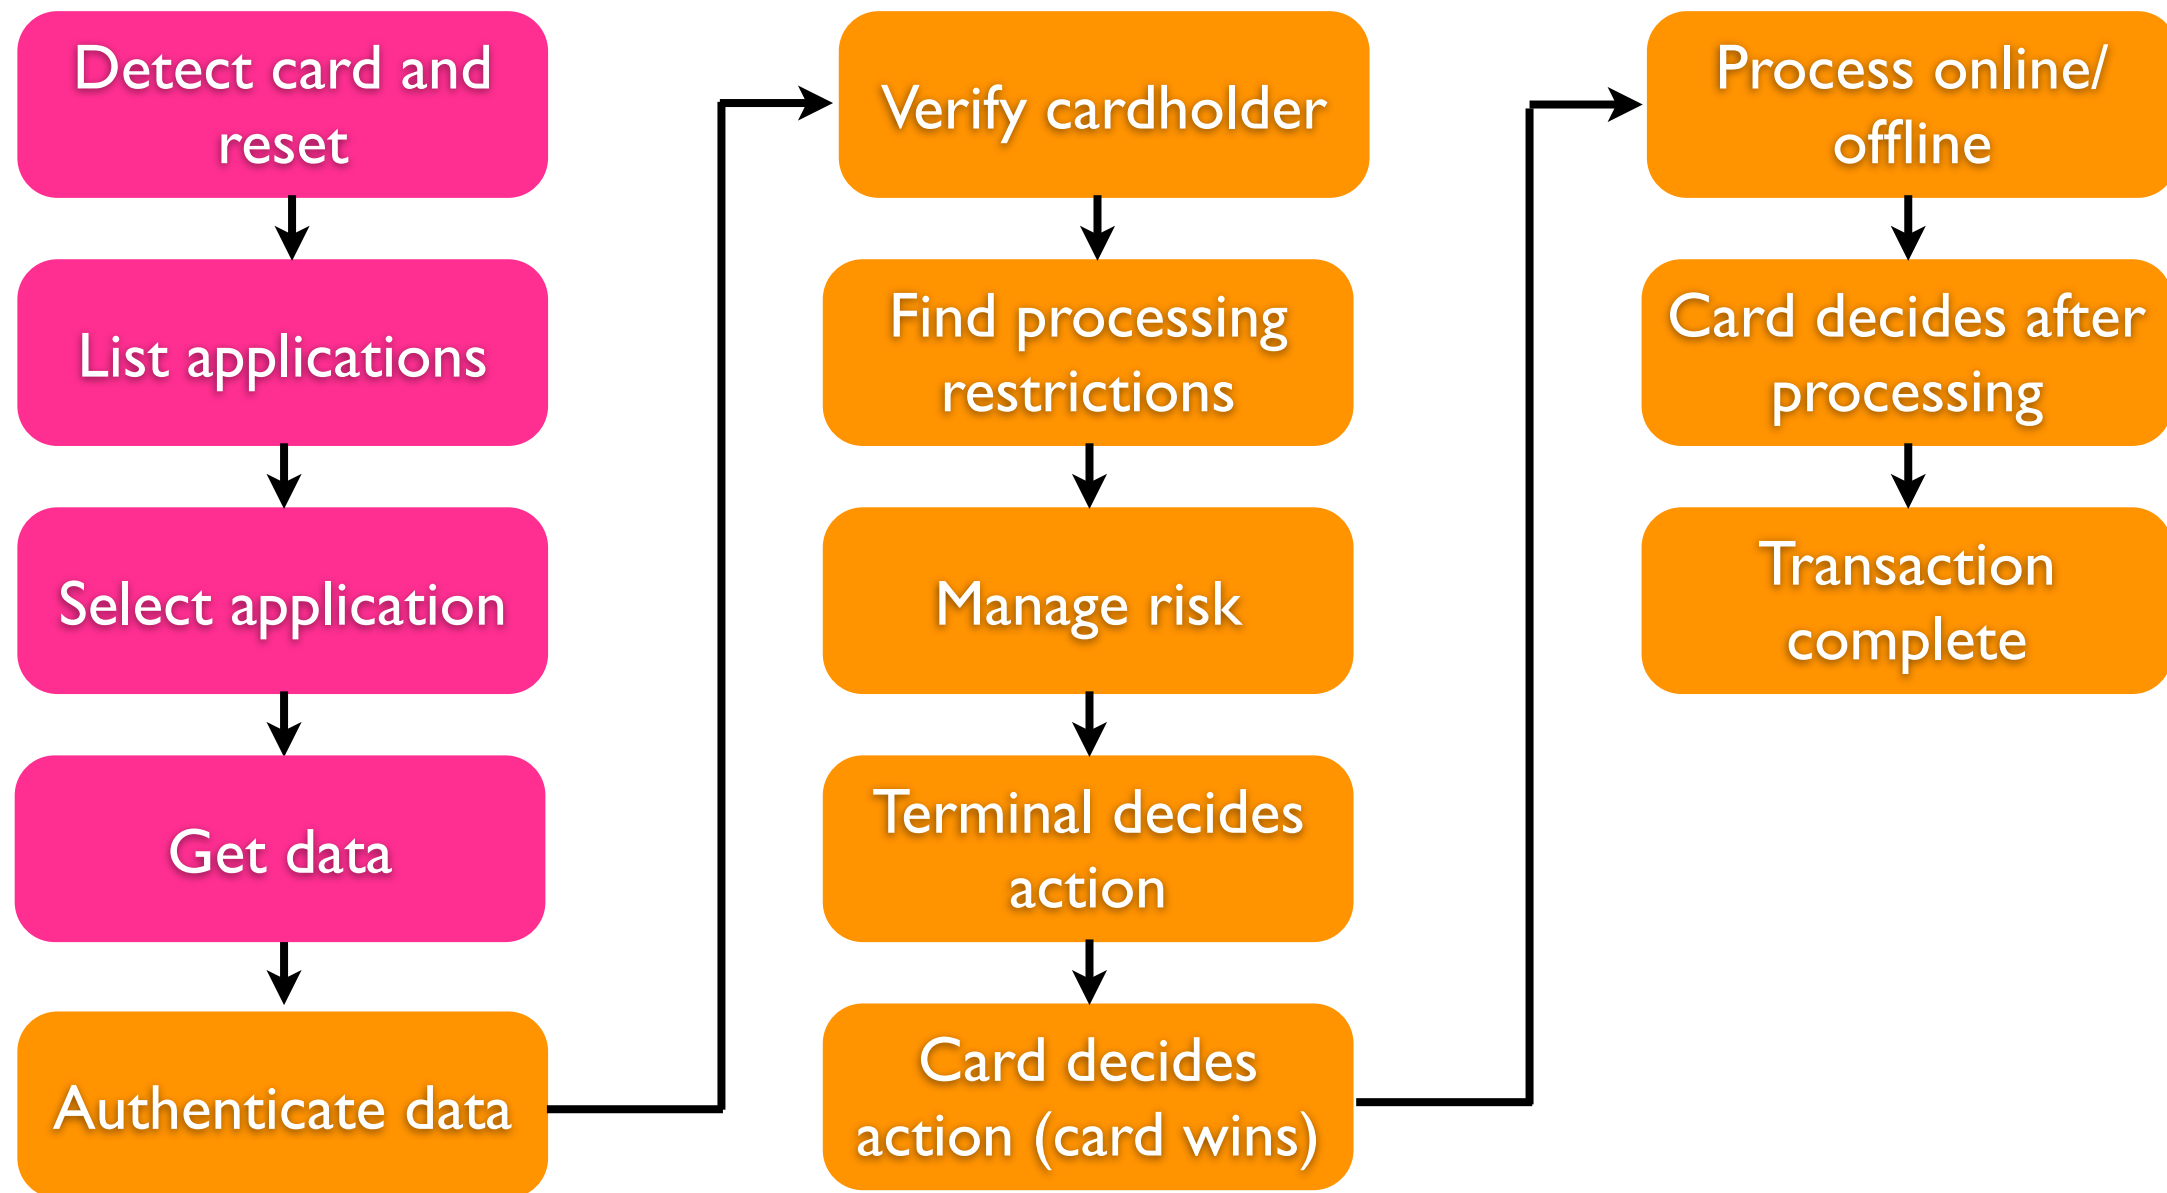 Detect card and
reset
List applications
Select application
Get data
Authenticate data
Verify cardholder
Find processing
restrictions
Manage risk
Terminal decides
action
Card decides
action (card wins)
Process online/
offline
Card decides after
processing
Transaction
complete